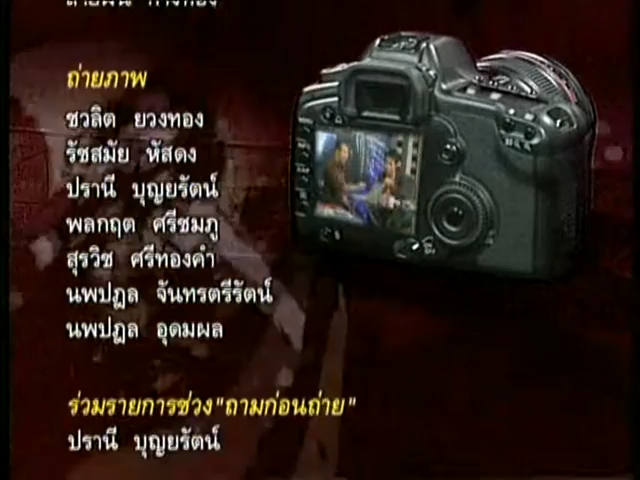 ถ่ายภาพ
ชวลิต ยวงทอง
รัชสมัย หัสดง
ปรานี บุญยรัตน์
พลกฤต ศรีชมภู
สุรวิช ศรีทองคำ
นพปฎล จันทรตรีรัตน์
นพปฎล อุดมผล
ร่วมรายการช่วง"ถามก่อนถ่าย"
ปรานี บุญยรัตน์